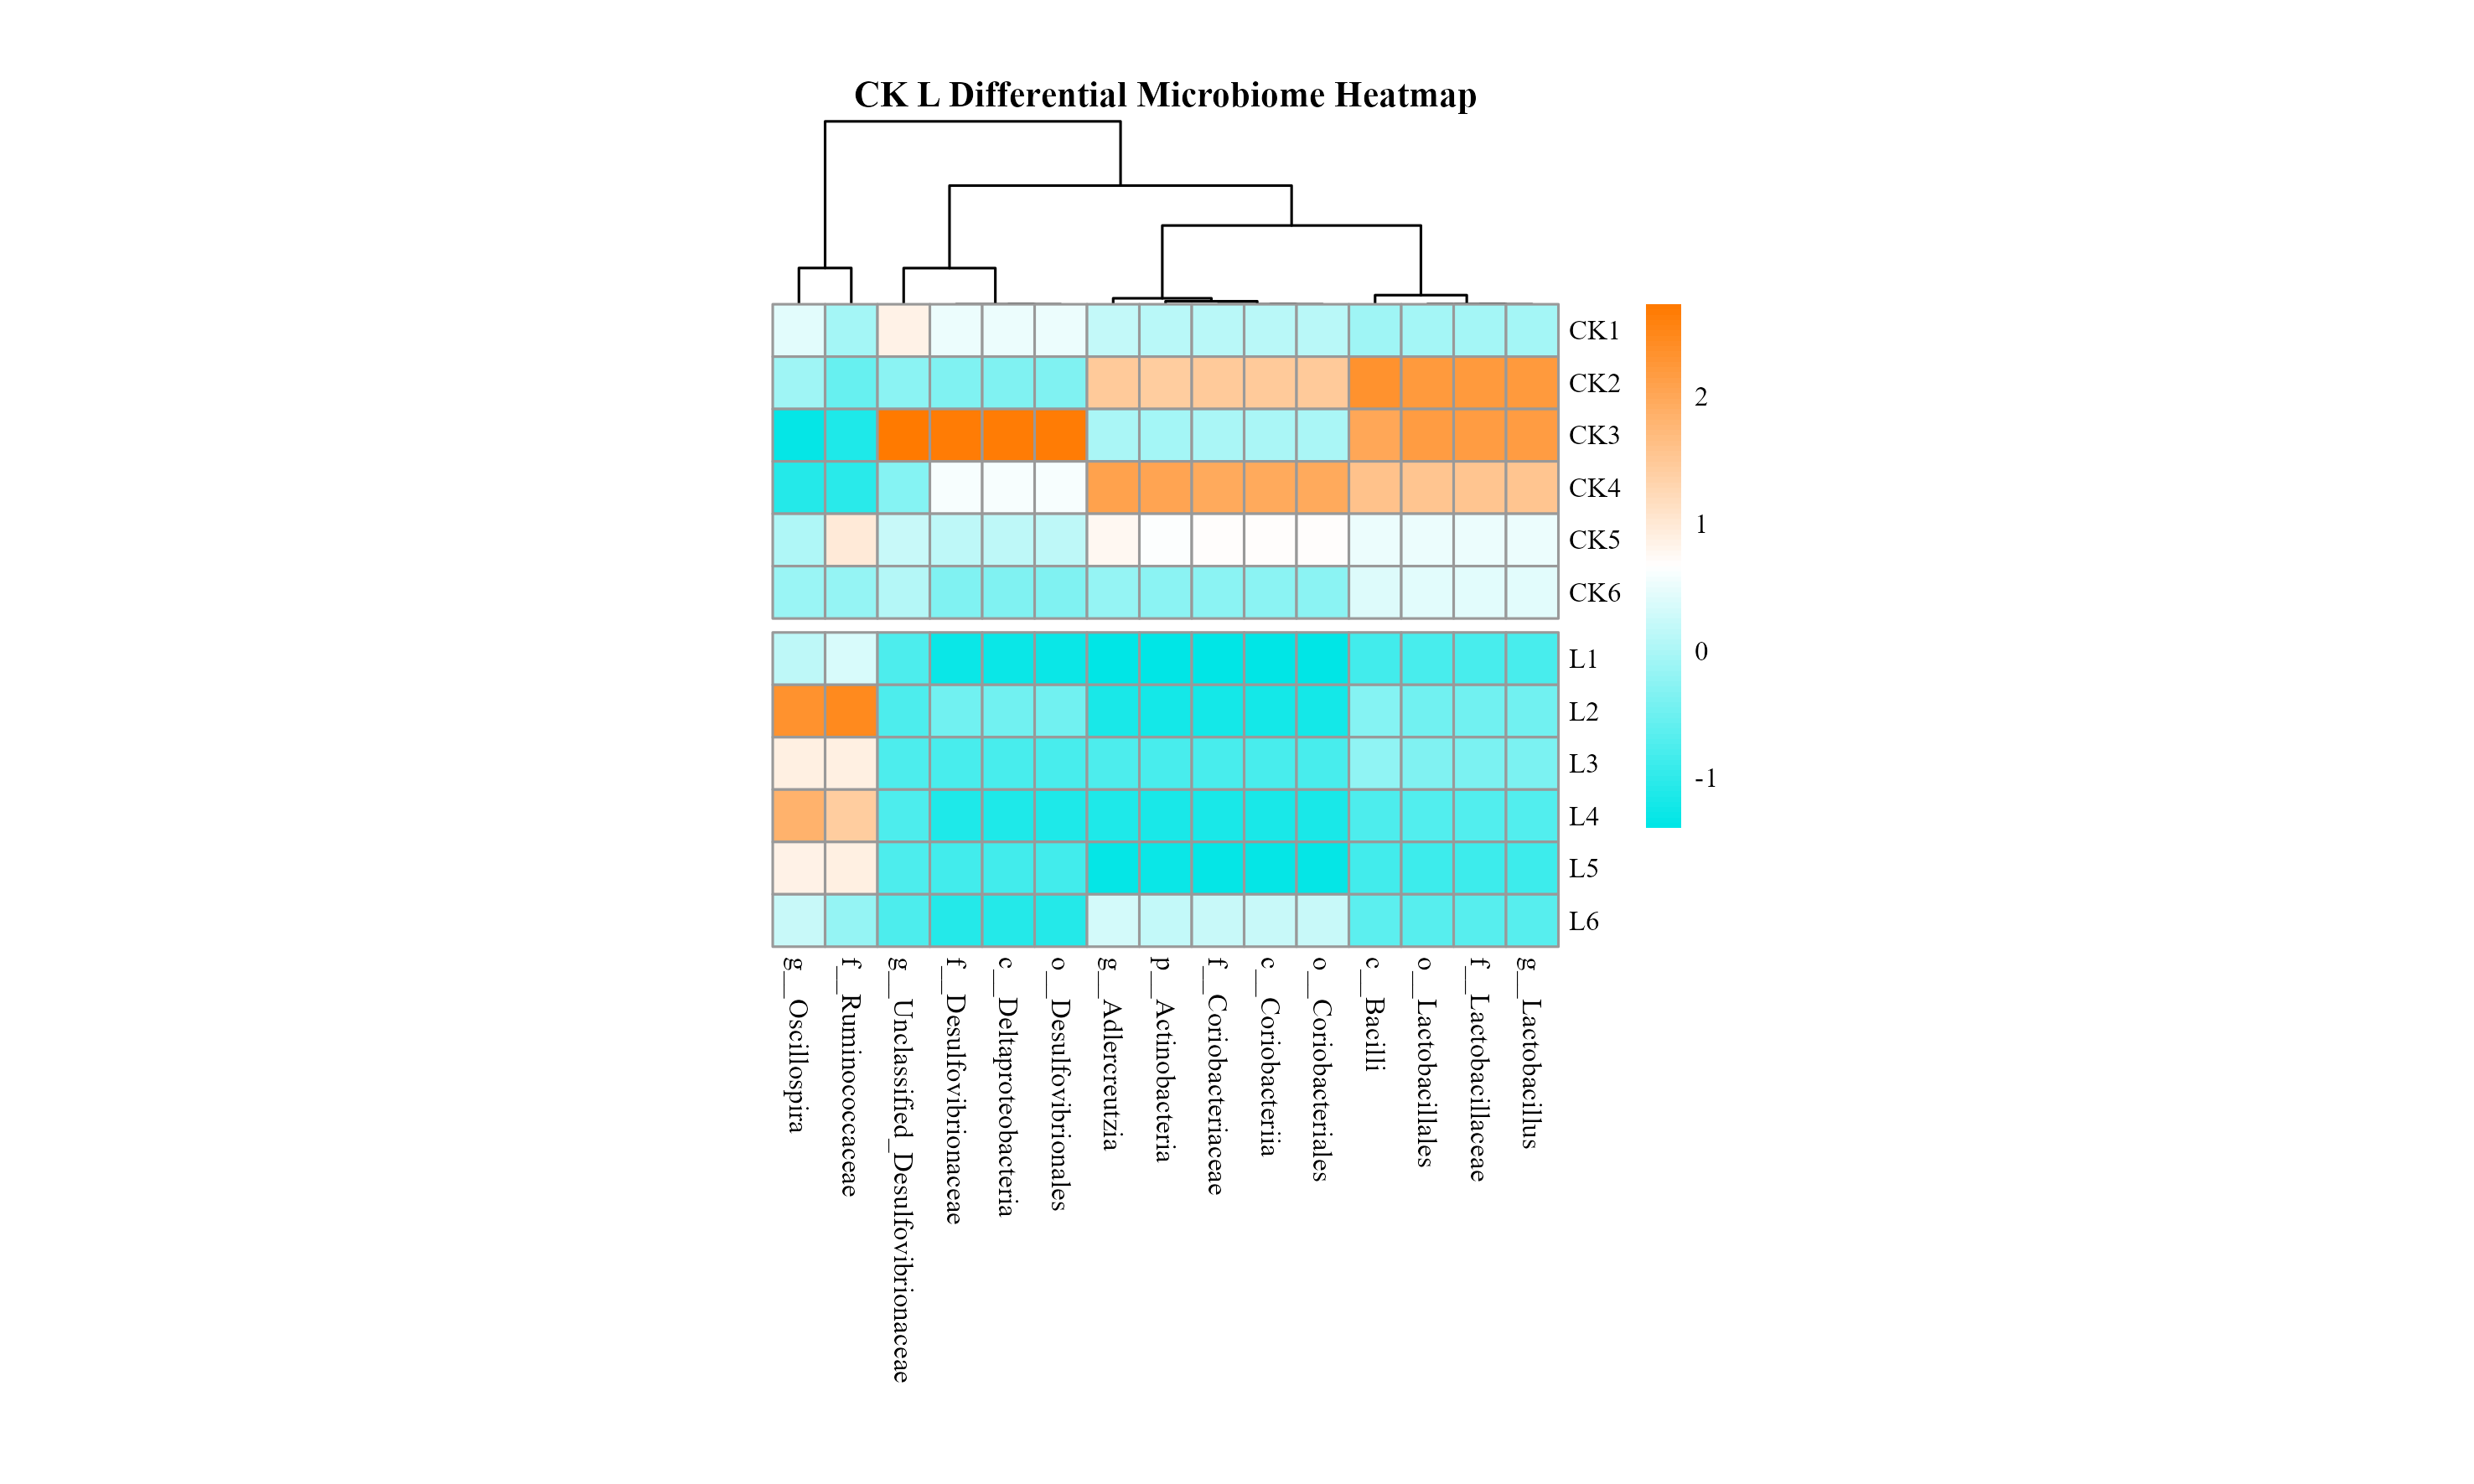 CK L Differential Microbiome Heatmap
CK1
CK2
CK3
CK4
CK5
CK6
L1
L2
L3
L4
L5
L6
2
1
0
-1
g__Oscillospira
f__Ruminococcaceae
g__Unclassified_Desulfovibrionaceae
f__Desulfovibrionaceae
c__Deltaproteobacteria
o__Desulfovibrionales
g__Adlercreutzia
p__Actinobacteria
f__Coriobacteriaceae
c__Coriobacteriia
o__Coriobacteriales
c__Bacilli
o__Lactobacillales
f__Lactobacillaceae
g__Lactobacillus